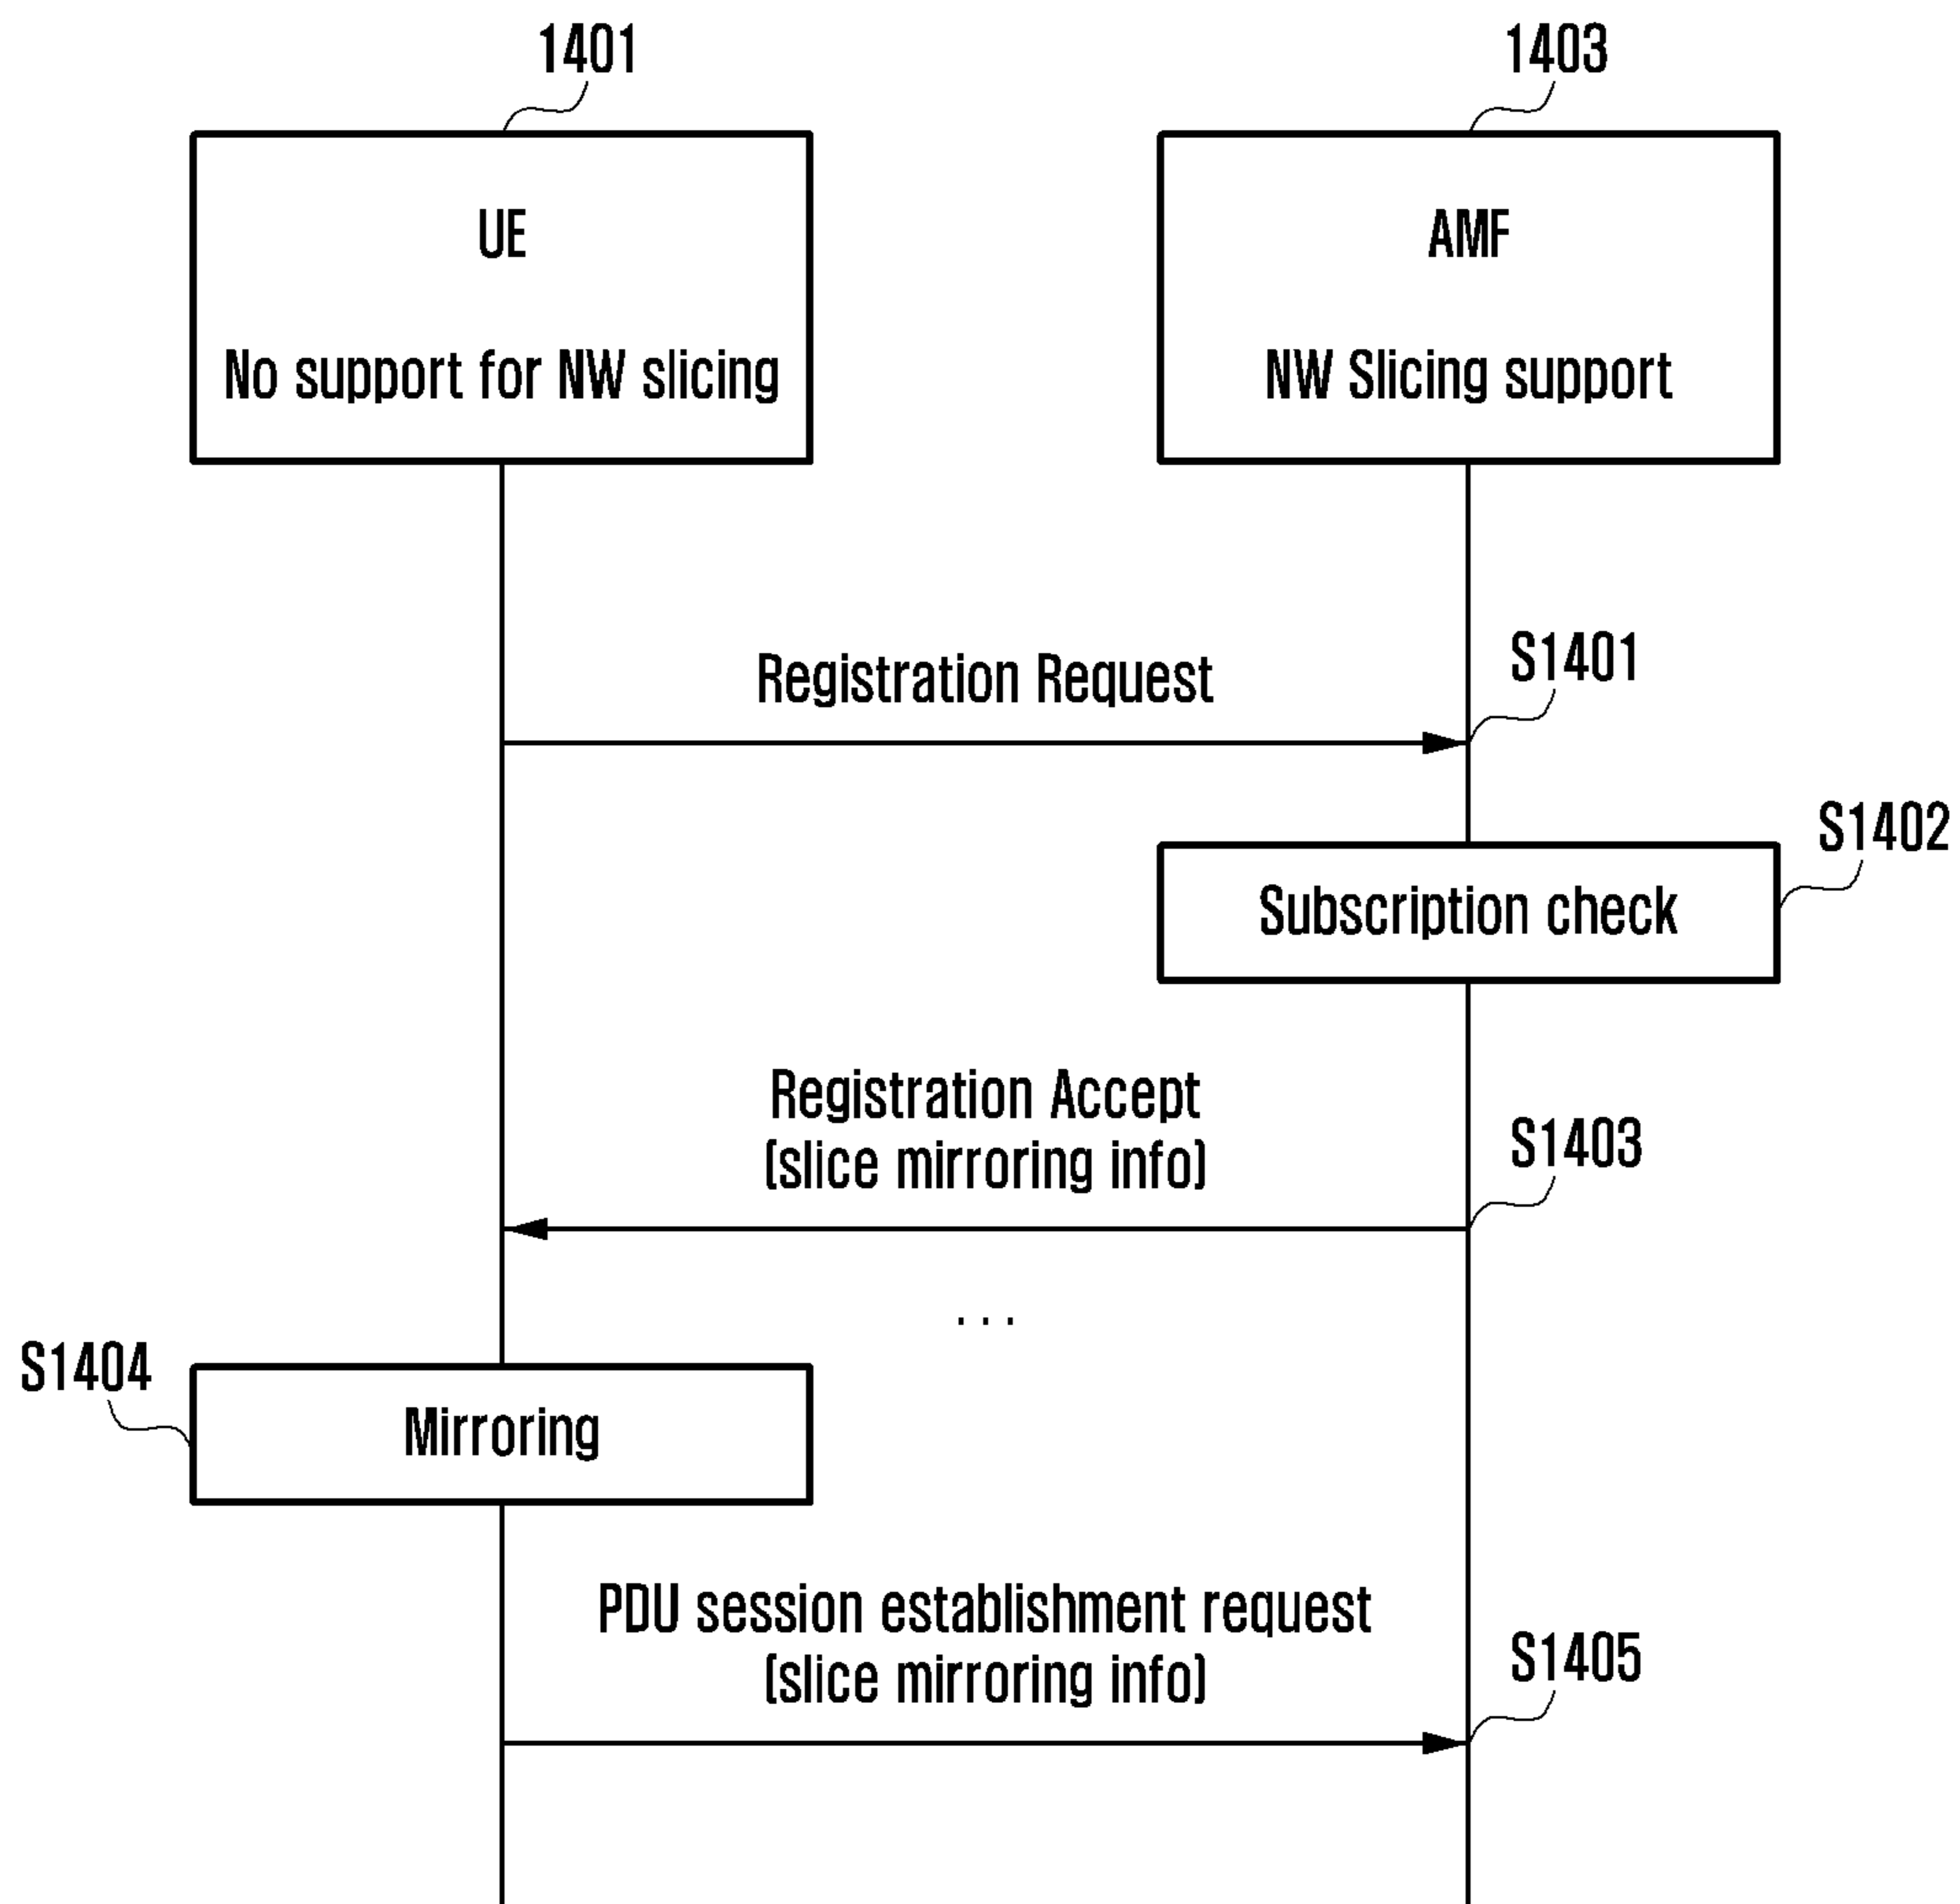 1401
1403
UE
No support for NW slicing
AMF
NW Slicing support
Registration Request
S1401
Subscription check
S1402
Registration Accept
(slice mirroring info)
S1403
...
S1404
Mirroring
PDU session establishment request
(slice mirroring info)
S1405